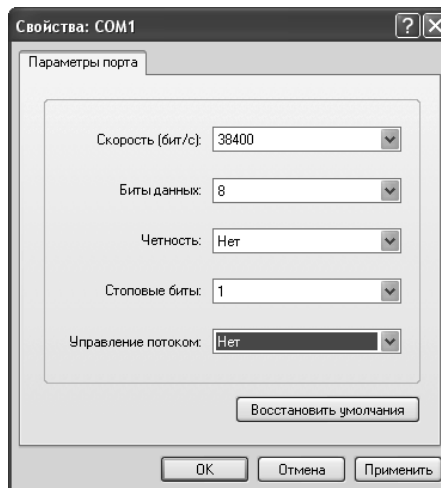 Свойства: COM1
Параметры порта
Скорость (бит/с): 38400
Биты данных: 8
Четность: Нет
Стоповые биты: 1
Управление потоком: Нет
Восстановить умолчания
OK Отмена Применить